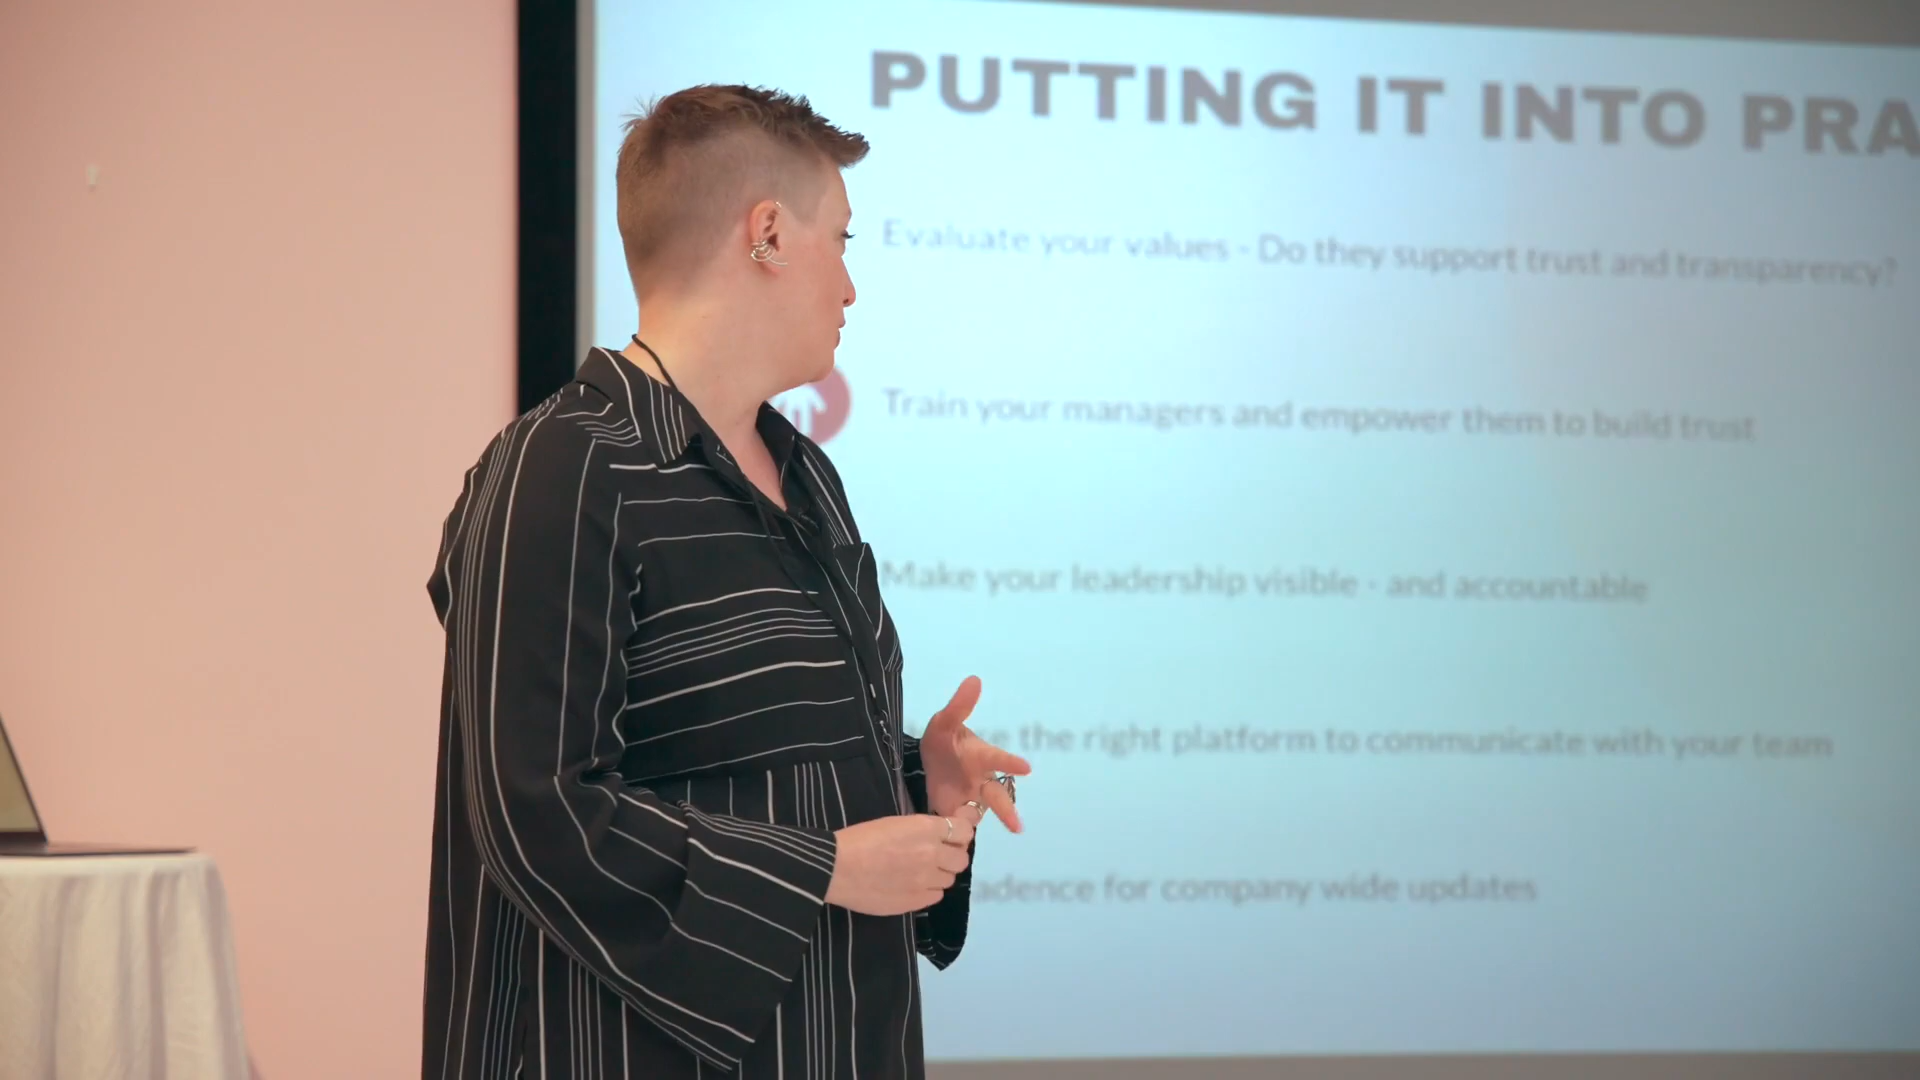 PUTTING IT INTO PRA
Evaluate your values - Do they support trust and transparency?
Train your managers and empower them to build trust
Make your leadership visible - and accountable
the right platform to communicate with your team
adence for company wide updates